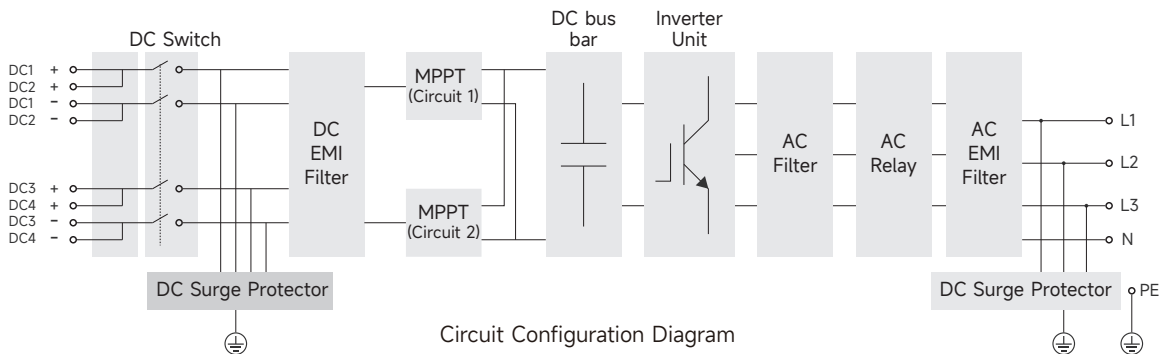 DC Switch
DC bus
bar
Inverter
Unit
DC1 +
DC2 +
DC1 -
DC2 -
DC3 +
DC4 +
DC3 -
DC4 -
DC
EMI
Filter
MPPT
(Circuit 1)
MPPT
(Circuit 2)
AC
Filter
AC
Relay
AC
EMI
Filter
L1
L2
L3
N
DC Surge Protector
DC Surge Protector
PE
Circuit Configuration Diagram